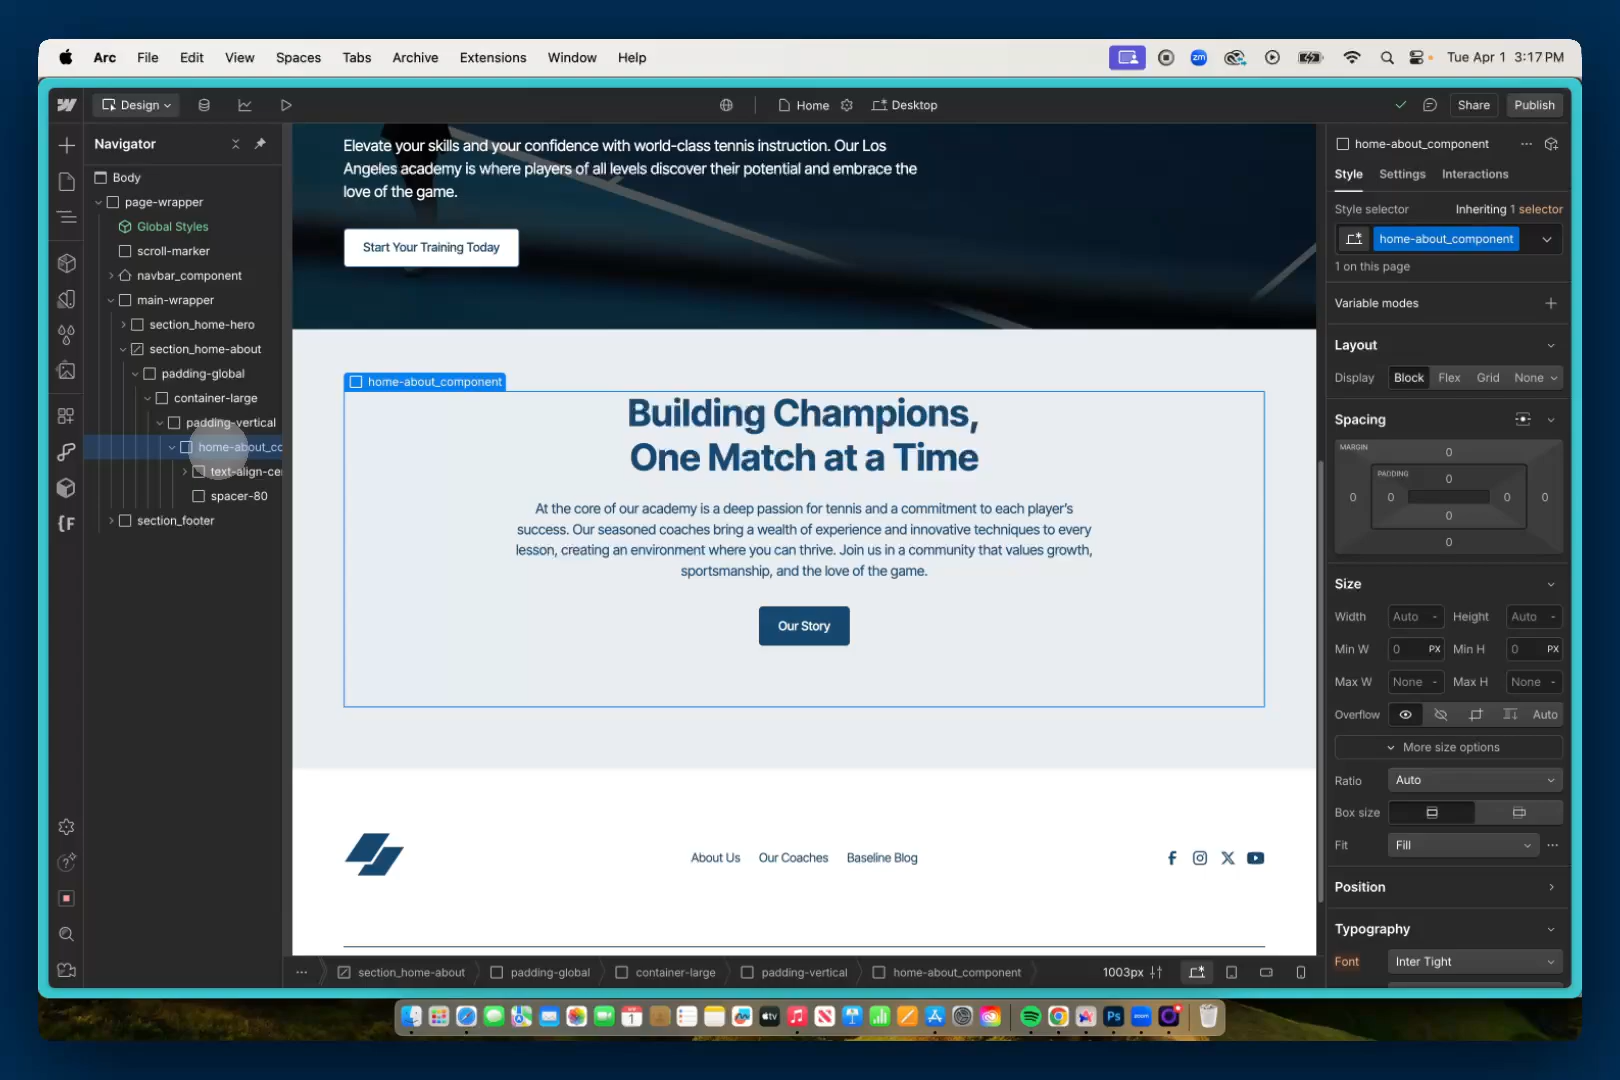 Arc File Edit View Spaces Tabs Archive Extensions Window Help
zm
Tue Apr 1 3:17 PM
Design
Home
Desktop
Share
Publish
Navigator
Body
page-wrapper
Global Styles
scroll-marker
navbar_component
main-wrapper
section_home-hero
section_home-about
padding-global
container-large
padding-vertical
home-about_co
text-align-cer
spacer-80
section_footer
{F
Elevate your skills and your confidence with world-class tennis instruction. Our Los
Angeles academy is where players of all levels discover their potential and embrace the
love of the game.
Start Your Training Today
home-about_component
Building Champions,
One Match at a Time
At the core of our academy is a deep passion for tennis and a commitment to each player's
success. Our seasoned coaches bring a wealth of experience and innovative techniques to every
lesson, creating an environment where you can thrive. Join us in a community that values growth,
sportsmanship, and the love of the game.
Our Story
About Us Our Coaches Baseline Blog
section_home-about padding-global container-large padding-vertical home-about_component
1003px
home-about_component
Style Settings Interactions
Style selector Inheriting 1 selector
home-about_component
1 on this page
Variable modes
Layout
Display Block Flex Grid None
Spacing
MARGIN
0
PADDING
0
0 0 0 0
0
0
Size
Width Auto - Height Auto -
Min W 0 PX Min H 0 PX
Max W None - Max H None -
Overflow Auto
More size options
Ratio Auto
Box size
Fit Fill
Position
Typography
Font Inter Tight
1
tv
Ps
zoom